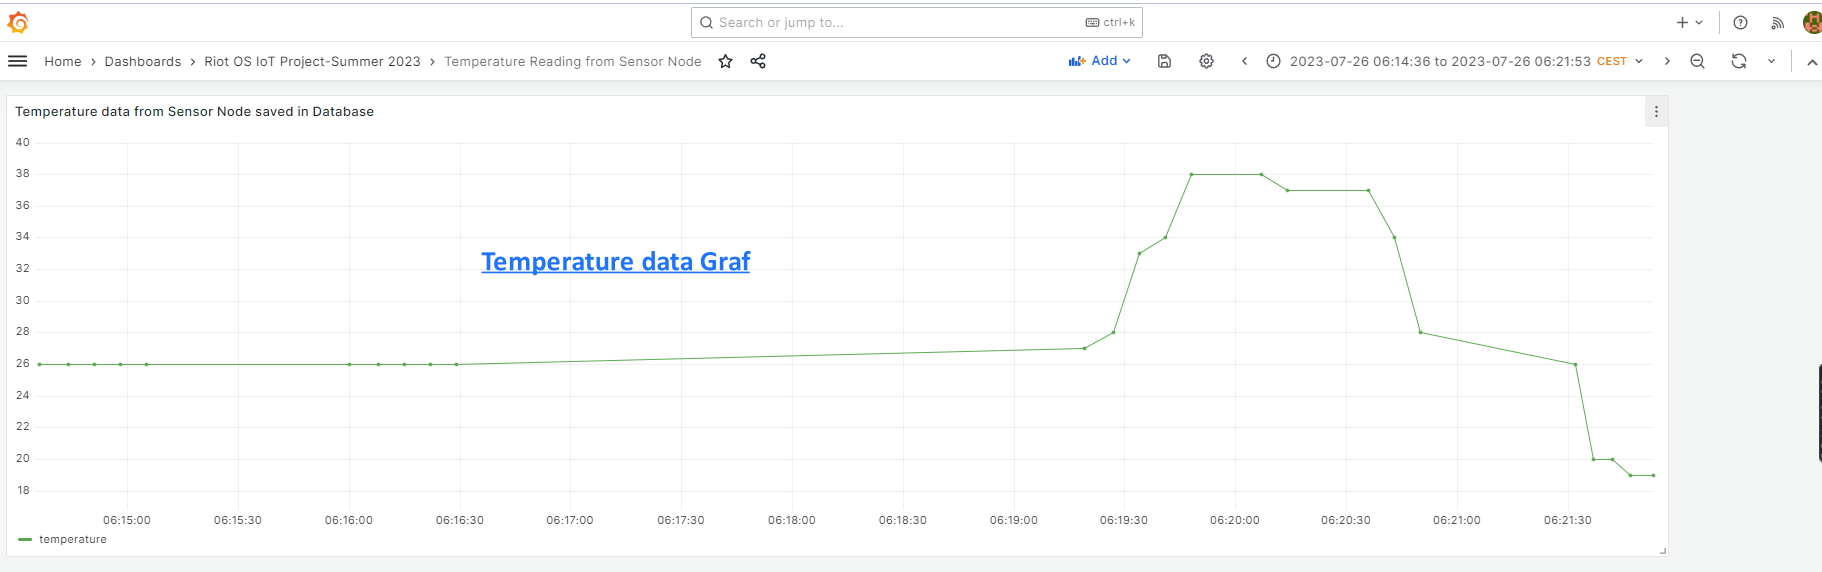 Search or jump to... ctrl+k
Home › Dashboards › Riot OS IoT Project-Summer 2023 › Temperature Reading from Sensor Node Add 2023-07-26 06:14:36 to 2023-07-26 06:21:53 CEST
Temperature data from Sensor Node saved in Database
40
38
36
34
Temperature data Graf
32
30
28
26
24
22
20
18
06:15:00 06:15:30 06:16:00 06:16:30 06:17:00 06:17:30 06:18:00 06:18:30 06:19:00 06:19:30 06:20:00 06:20:30 06:21:00 06:21:30
temperature